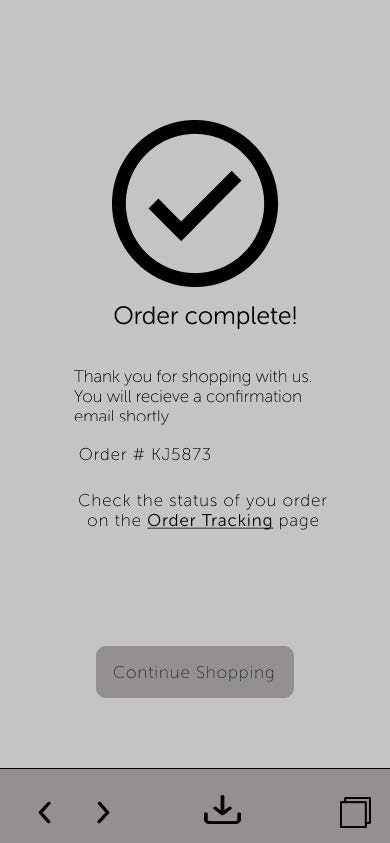 Order complete!
Thank you for shopping with us.
You will recieve a confirmation
email shortly
Order # KJ5873
Check the status of you order
on the Order Tracking page
Continue Shopping